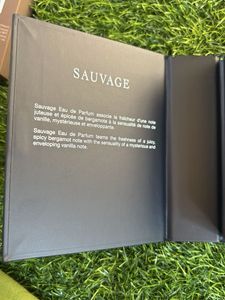 SAUVAGE
Sauvage Eau de Parfum associe la fraîcheur d'une note
juteuse et épicée de bergamote à la sensualité de note de
vanille, mystérieuse et enveloppante.
Sauvage Eau de Parfum teams the freshness of a juicy,
spicy bergamot note with the sensuality of a mysterious and
enveloping vanilla note.